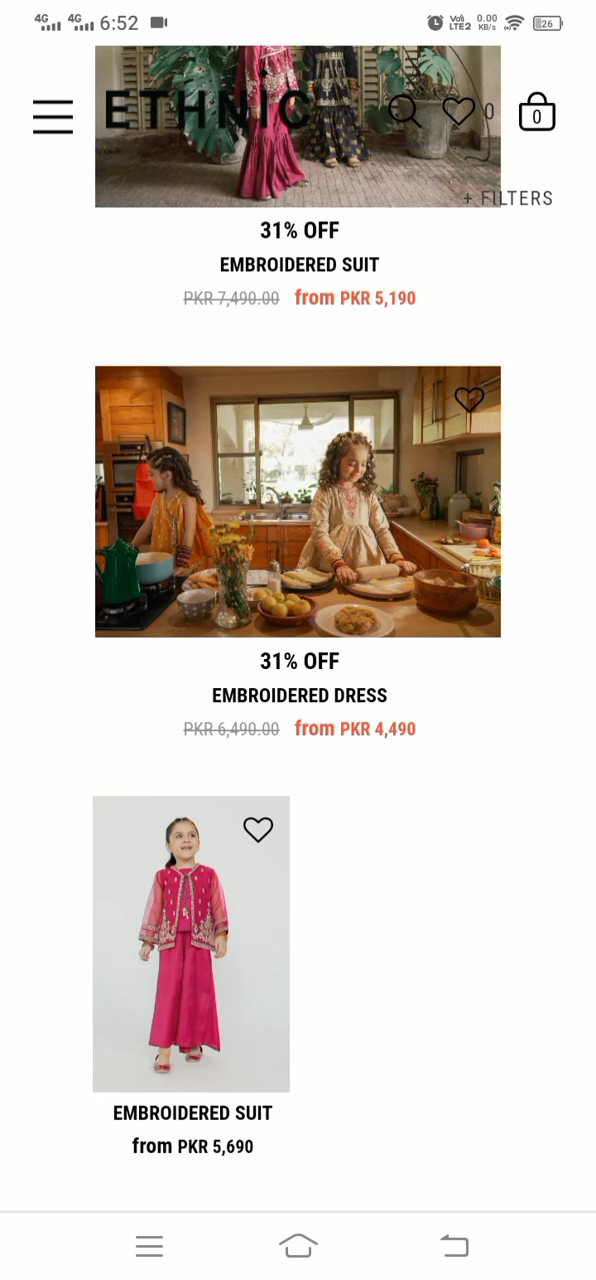 4G 4G 6:52 VoB LTE2 0.00 KB/s 26
ETHNiC 0 0
+ FILTERS
31% OFF
EMBROIDERED SUIT
PKR 7,490.00 from PKR 5,190
31% OFF
EMBROIDERED DRESS
PKR 6,490.00 from PKR 4,490
EMBROIDERED SUIT
from PKR 5,690